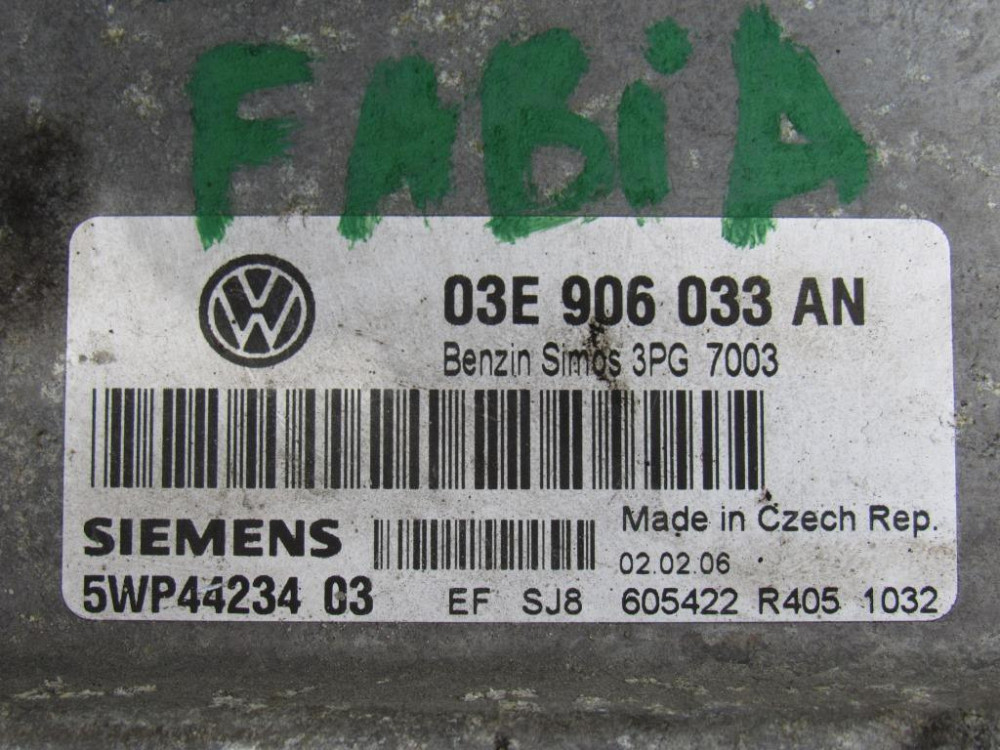 FABiA
03E 906 033 AN
Benzin Simos 3PG 7003
SIEMENS
Made in Czech Rep.
02.02.06
5WP44234 03
EF SJ8 605422 R405 1032